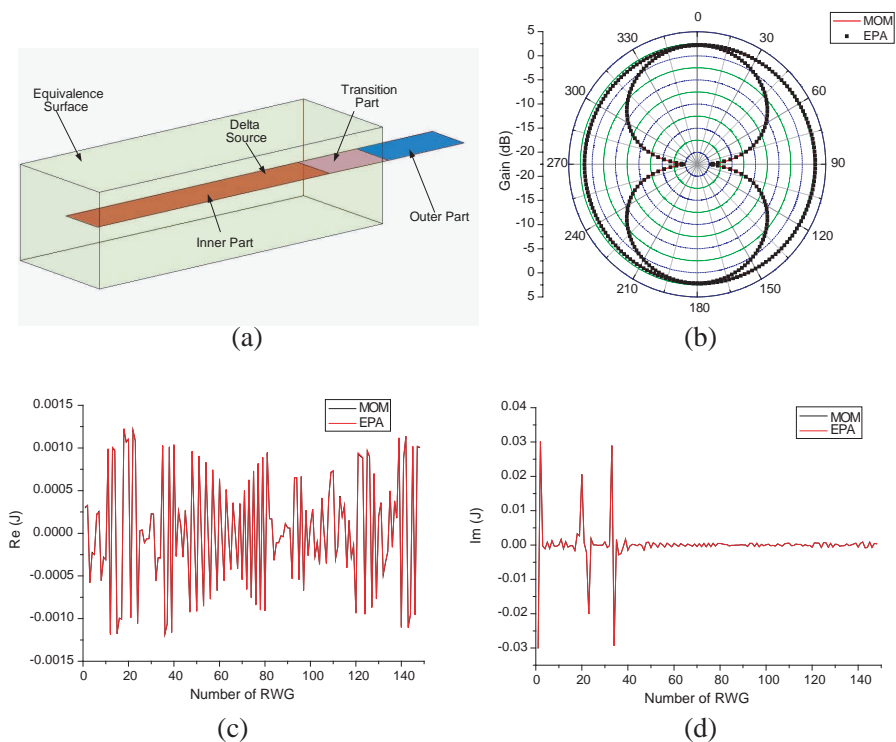 Equivalence
Surface
Delta
Source
Transition
Part
Outer Part
Inner Part
(a)
MOM
EPA
Gain (dB)
5
0
-5
-10
-15
-20
-20
-15
-10
-5
0
5
0
30
60
90
120
150
180
210
240
270
300
330
(b)
MOM
EPA
Re (J)
0.0015
0.0010
0.0005
0.0000
-0.0005
-0.0010
-0.0015
0 20 40 60 80 100 120 140
Number of RWG
(c)
MOM
EPA
Im (J)
0.04
0.03
0.02
0.01
0.00
-0.01
-0.02
-0.03
0 20 40 60 80 100 120 140
Number of RWG
(d)